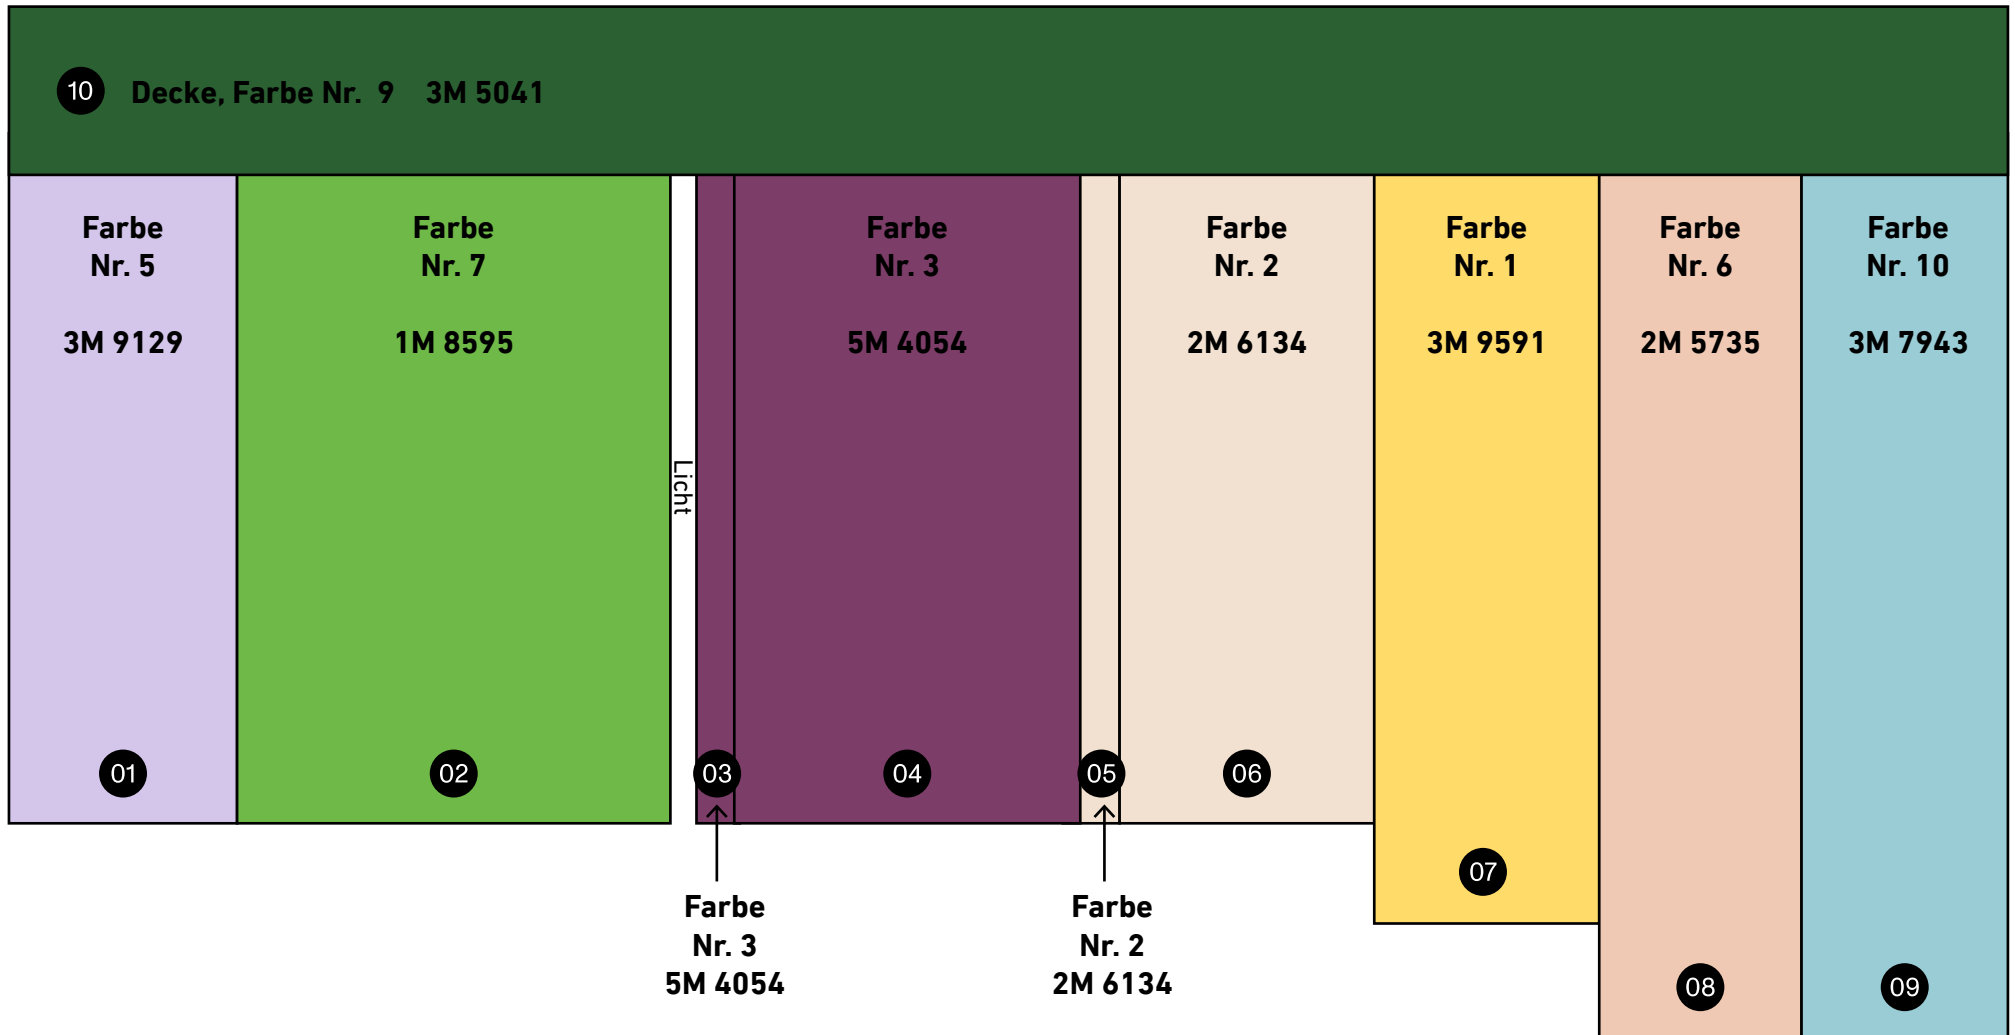 10 Decke, Farbe Nr. 9 3M 5041
Farbe
Nr. 5
3M 9129
01
Farbe
Nr. 7
1M 8595
02
Licht
03
Farbe
Nr. 3
5M 4054
Farbe
Nr. 3
5M 4054
04
05
Farbe
Nr. 2
2M 6134
Farbe
Nr. 2
2M 6134
06
Farbe
Nr. 1
3M 9591
07
Farbe
Nr. 6
2M 5735
08
Farbe
Nr. 10
3M 7943
09